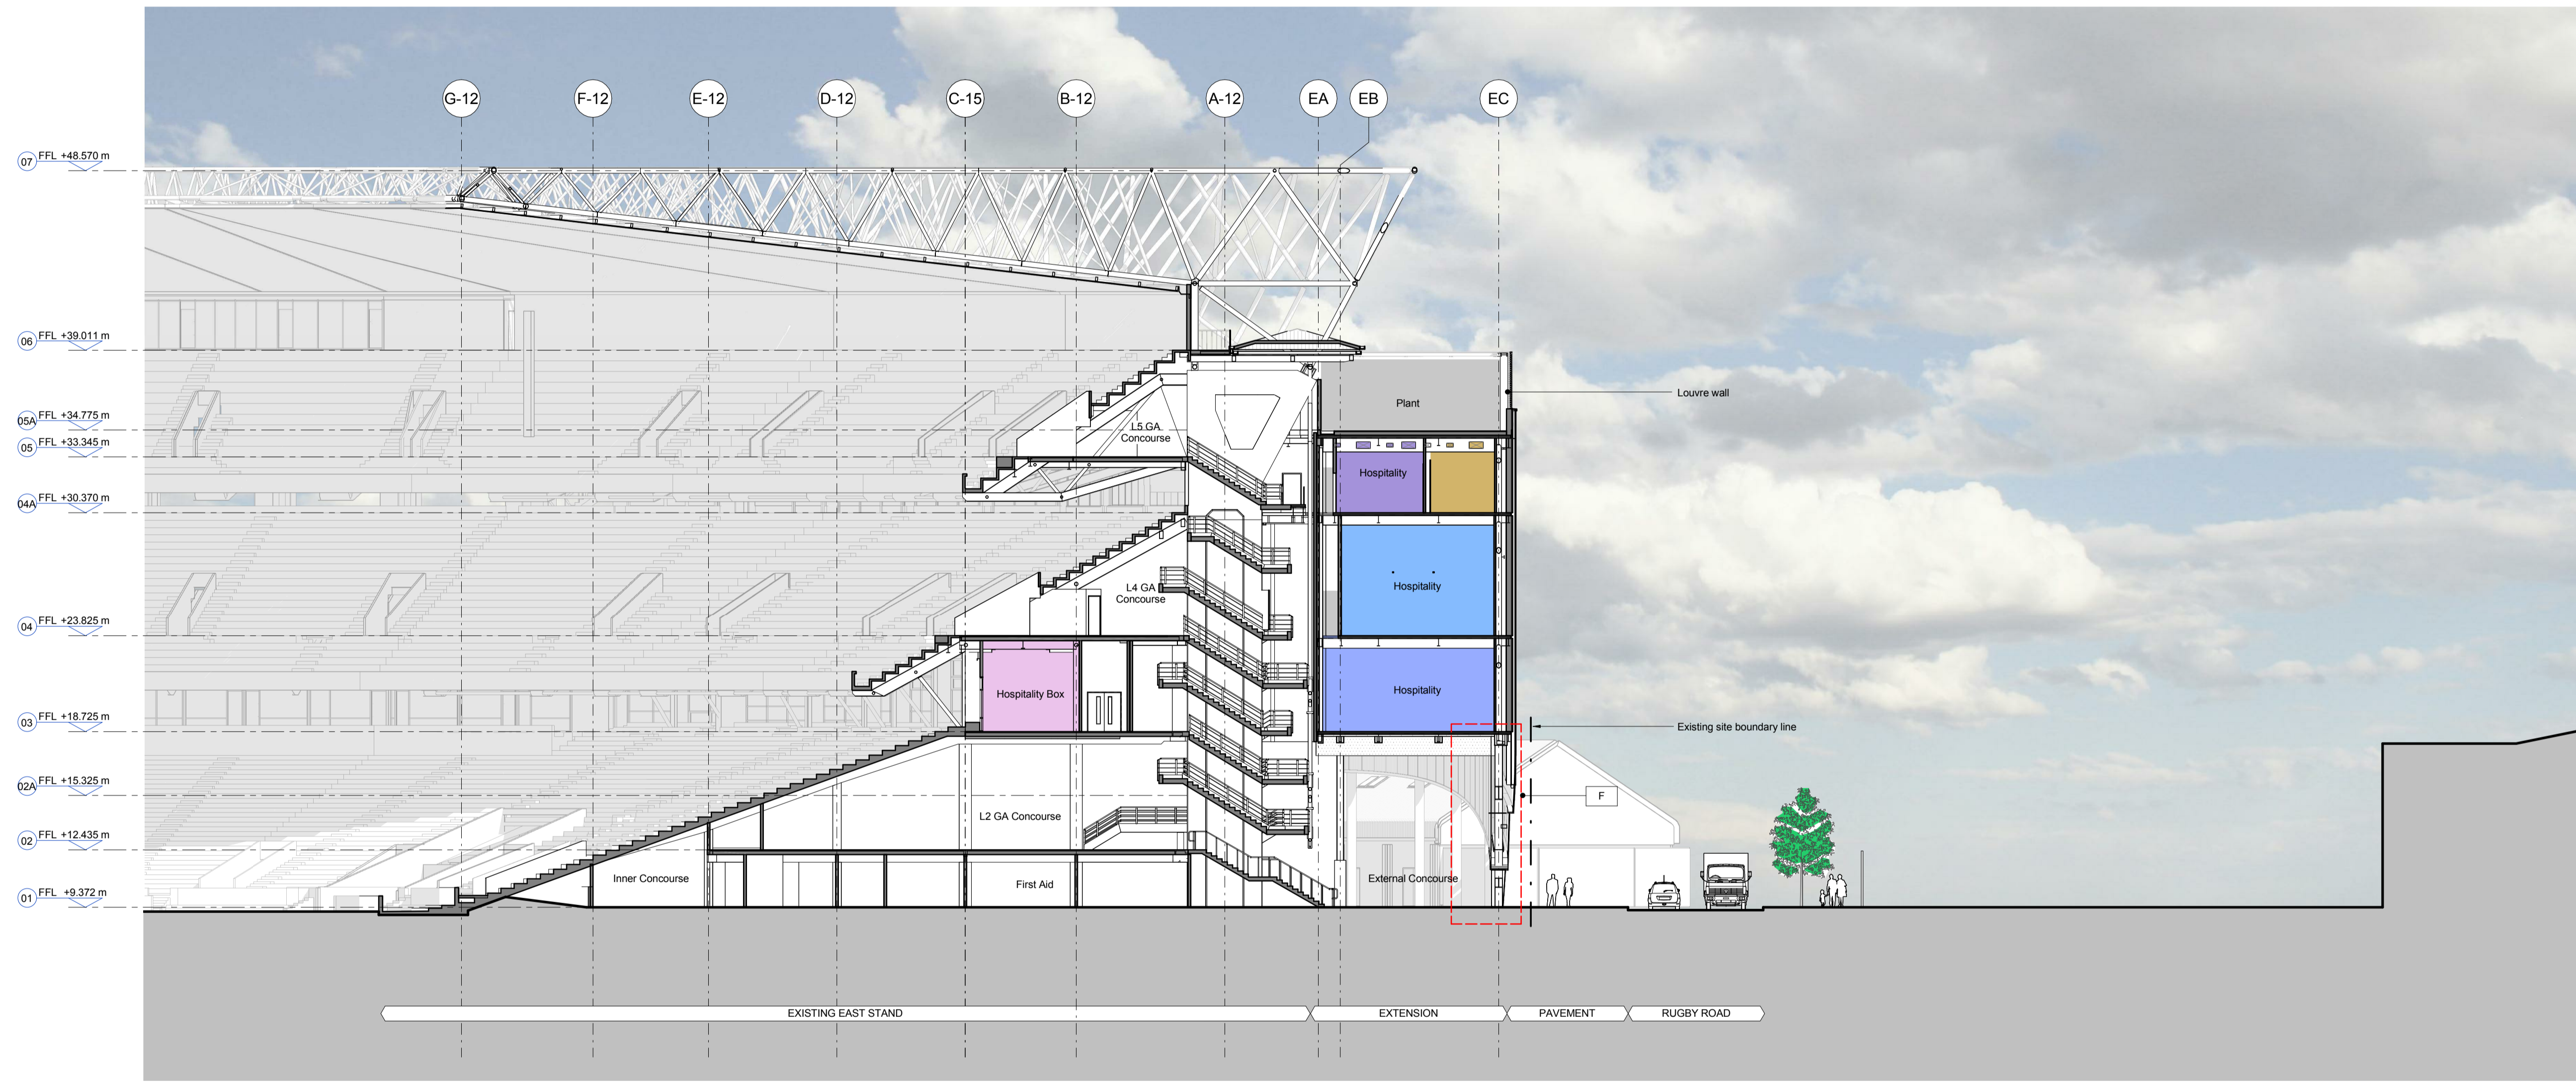 G-12
F-12
E-12
D-12
C-15
B-12
A-12
EA
EB
EC
07 FFL +48.570 m
06 FFL +39.011 m
Louvre wall
Plant
05A FFL +34.775 m
L5 GA
Concourse
05 FFL +33.345 m
Hospitality
04A FFL +30.370 m
Hospitality
L4 GA
Concourse
04 FFL +23.825 m
Hospitality Box
Hospitality
03 FFL +18.725 m
Existing site boundary line
02A FFL +15.325 m
F
L2 GA Concourse
02 FFL +12.435 m
Inner Concourse
First Aid
External Concourse
01 FFL +9.372 m
EXISTING EAST STAND
EXTENSION
PAVEMENT
RUGBY ROAD